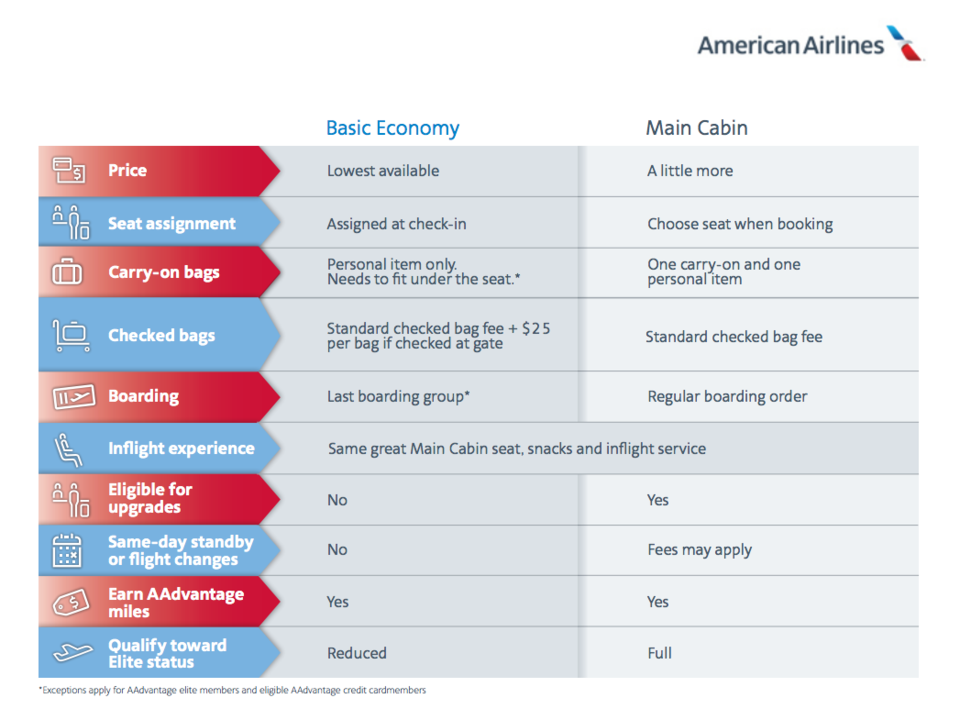 American Airlines
Basic Economy Main Cabin
Price Lowest available A little more
Seat assignment Assigned at check-in Choose seat when booking
Carry-on bags Personal item only. One carry-on and one
Needs to fit under the seat.* personal item
Checked bags Standard checked bag fee + $25 Standard checked bag fee
per bag if checked at gate
Boarding Last boarding group* Regular boarding order
Inflight experience Same great Main Cabin seat, snacks and inflight service
Eligible for
upgrades No Yes
Same-day standby
or flight changes No Fees may apply
Earn AAdvantage
miles Yes Yes
Qualify toward
Elite status Reduced Full
*Exceptions apply for AAdvantage elite members and eligible AAdvantage credit cardmembers